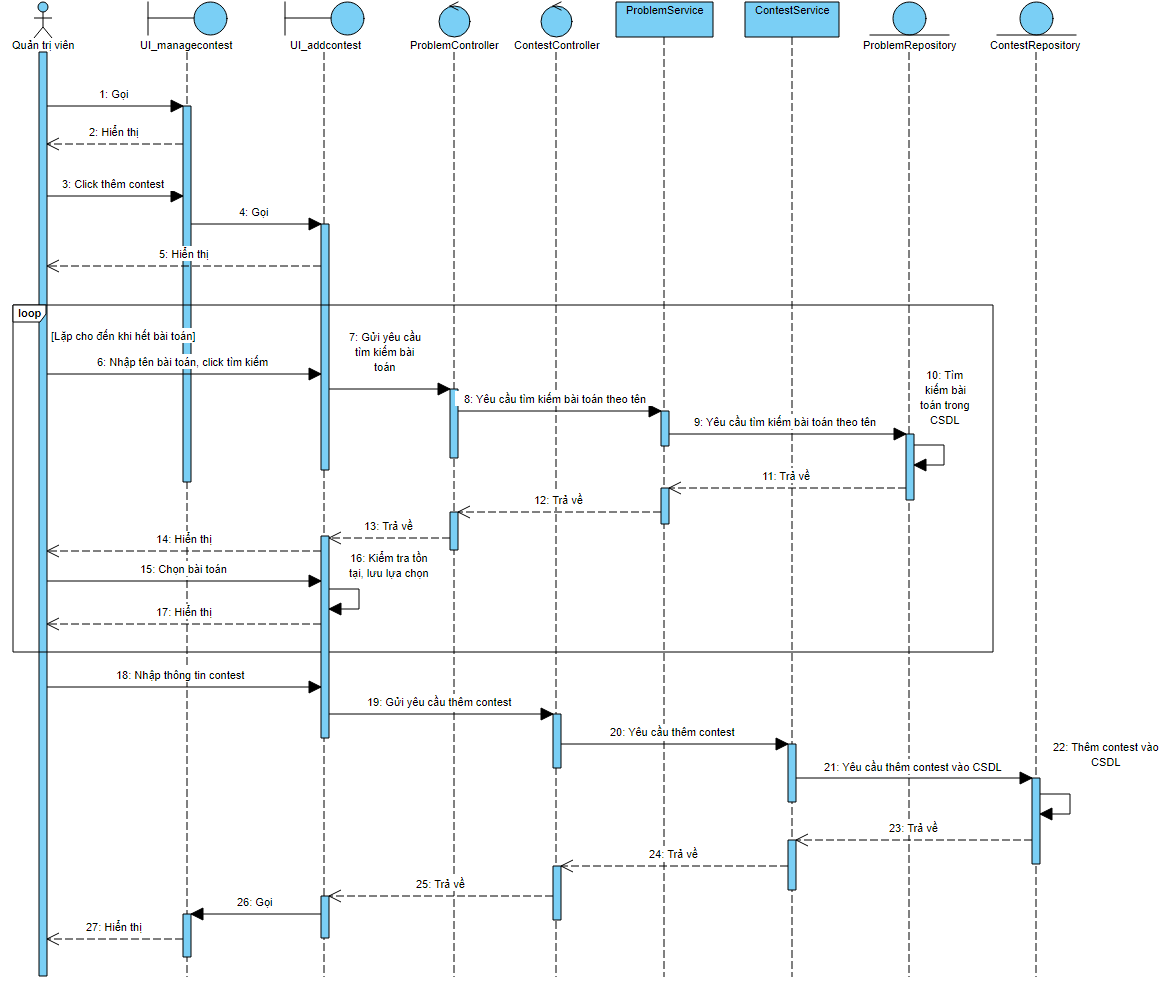 Quản trị viên
UI_managecontest
UI_addcontest
ProblemController
ContestController
ProblemService
ContestService
ProblemRepository
ContestRepository
1: Gọi
2: Hiển thị
3: Click thêm contest
4: Gọi
5: Hiển thị
loop
[Lặp cho đến khi hết bài toán]
6: Nhập tên bài toán, click tìm kiếm
7: Gửi yêu cầu
tìm kiếm bài
toán
8: Yêu cầu tìm kiếm bài toán theo tên
9: Yêu cầu tìm kiếm bài toán theo tên
10: Tìm
kiếm bài
toán trong
CSDL
11: Trả về
12: Trả về
13: Trả về
14: Hiển thị
15: Chọn bài toán
16: Kiểm tra tồn
tại, lưu lựa chọn
17: Hiển thị
18: Nhập thông tin contest
19: Gửi yêu cầu thêm contest
20: Yêu cầu thêm contest
21: Yêu cầu thêm contest vào CSDL
22: Thêm contest vào
CSDL
23: Trả về
24: Trả về
25: Trả về
26: Gọi
27: Hiển thị